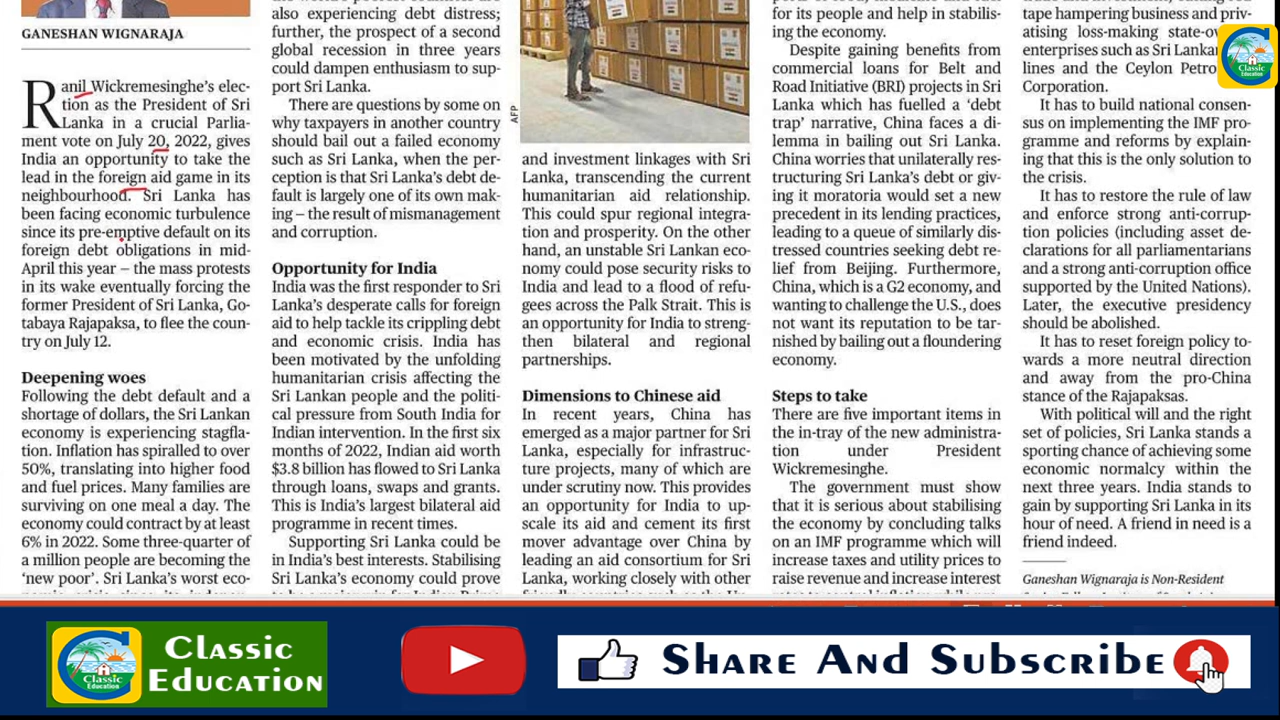 GANESHAN WIGNARAJA
Ranil Wickremesinghe's elec-
tion as the President of Sri
Lanka in a crucial Parlia-
ment vote on July 20, 2022, gives
India an opportunity to take the
lead in the foreign aid game in its
neighbourhood. Sri Lanka has
been facing economic turbulence
since its pre-emptive default on its
foreign debt obligations in mid-
April this year – the mass protests
in its wake eventually forcing the
former President of Sri Lanka, Go-
tabaya Rajapaksa, to flee the coun-
try on July 12.
Deepening woes
Following the debt default and a
shortage of dollars, the Sri Lankan
economy is experiencing stagfla-
tion. Inflation has spiralled to over
50%, translating into higher food
and fuel prices. Many families are
surviving on one meal a day. The
economy could contract by at least
6% in 2022. Some three-quarter of
a million people are becoming the
'new poor'. Sri Lanka's worst eco-
also experiencing debt distress;
further, the prospect of a second
global recession in three years
could dampen enthusiasm to sup-
port Sri Lanka.
There are questions by some on
why taxpayers in another country
should bail out a failed economy
such as Sri Lanka, when the per-
ception is that Sri Lanka's debt de-
fault is largely one of its own mak-
ing – the result of mismanagement
and corruption.
Opportunity for India
India was the first responder to Sri
Lanka's desperate calls for foreign
aid to help tackle its crippling debt
and economic crisis. India has
been motivated by the unfolding
humanitarian crisis affecting the
Sri Lankan people and the politi-
cal pressure from South India for
Indian intervention. In the first six
months of 2022, Indian aid worth
$3.8 billion has flowed to Sri Lanka
through loans, swaps and grants.
This is India's largest bilateral aid
programme in recent times.
Supporting Sri Lanka could be
in India's best interests. Stabilising
Sri Lanka's economy could prove
AFP
and investment linkages with Sri
Lanka, transcending the current
humanitarian aid relationship.
This could spur regional integra-
tion and prosperity. On the other
hand, an unstable Sri Lankan eco-
nomy could pose security risks to
India and lead to a flood of refu-
gees across the Palk Strait. This is
an opportunity for India to streng-
then bilateral and regional
partnerships.
Dimensions to Chinese aid
In recent years, China has
emerged as a major partner for Sri
Lanka, especially for infrastruc-
ture projects, many of which are
under scrutiny now. This provides
an opportunity for India to up-
scale its aid and cement its first
mover advantage over China by
leading an aid consortium for Sri
Lanka, working closely with other
for its people and help in stabilis-
ing the economy.
Despite gaining benefits from
commercial loans for Belt and
Road Initiative (BRI) projects in Sri
Lanka which has fuelled a 'debt
trap' narrative, China faces a di-
lemma in bailing out Sri Lanka.
China worries that unilaterally res-
tructuring Sri Lanka's debt or giv-
ing it moratoria would set a new
precedent in its lending practices,
leading to a queue of similarly dis-
tressed countries seeking debt re-
lief from Beijing. Furthermore,
China, which is a G2 economy, and
wanting to challenge the U.S., does
not want its reputation to be tar-
nished by bailing out a floundering
economy.
Steps to take
There are five important items in
the in-tray of the new administra-
tion under President
Wickremesinghe.
The government must show
that it is serious about stabilising
the economy by concluding talks
on an IMF programme which will
increase taxes and utility prices to
raise revenue and increase interest
tape hampering business and priv-
atising loss-making
enterprises such as Sri Lankan
lines and the Ceylon
Corporation.
It has to build national consen-
sus on implementing the IMF pro-
gramme and reforms by explain-
ing that this is the only solution to
the crisis.
It has to restore the rule of law
and enforce strong anti-corrup-
tion policies (including asset de-
clarations for all parliamentarians
and a strong anti-corruption office
supported by the United Nations).
Later, the executive presidency
should be abolished.
It has to reset foreign policy to-
wards a more neutral direction
and away from the pro-China
stance of the Rajapaksas.
With political will and the right
set of policies, Sri Lanka stands a
sporting chance of achieving some
economic normalcy within the
next three years. India stands to
gain by supporting Sri Lanka in its
hour of need. A friend in need is a
friend indeed.
Ganeshan Wignaraja is Non-Resident
Classic
Education
Classic
Education
Classic
Education
Share And Subscribe